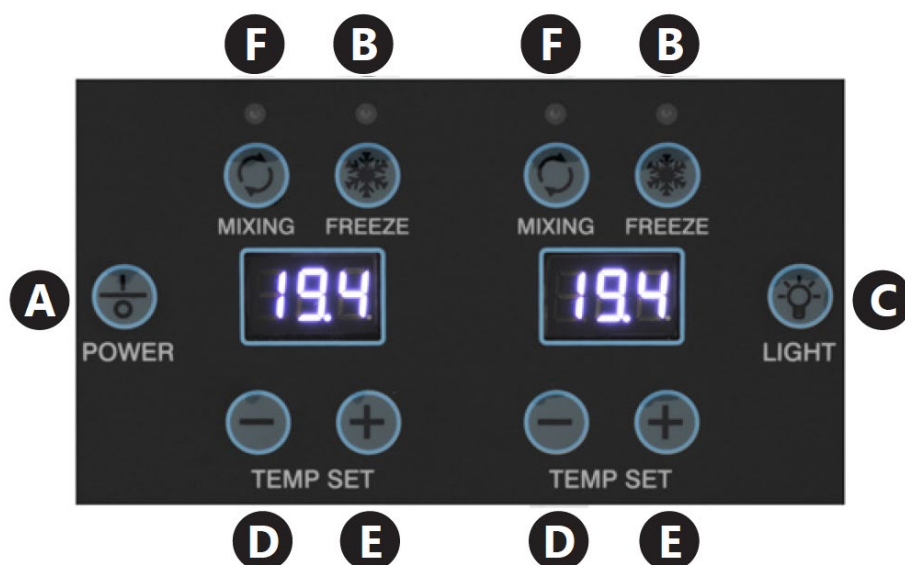 F B F B
MIXING FREEZE MIXING FREEZE
19.4 19.4
A C
POWER LIGHT
TEMP SET TEMP SET
D E D E